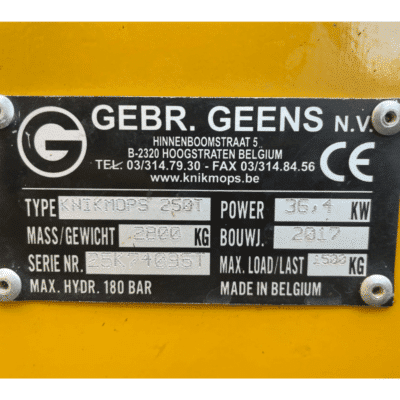 G GEBR. GEENS N.V.
HINNENBOOMSTRAAT 5
B-2320 HOOGSTRATEN BELGIUM
TEL. 03/314.79.30 - FAX 03/314.84.56
www.knikmops.be
CE
TYPE KNIKMOPS 250T POWER 36,4 KW
MASS/GEWICHT 2800 KG BOUWJ. 2017
SERIE NR. MAX. LOAD/LAST 1500 KG
MAX. HYDR. 180 BAR MADE IN BELGIUM